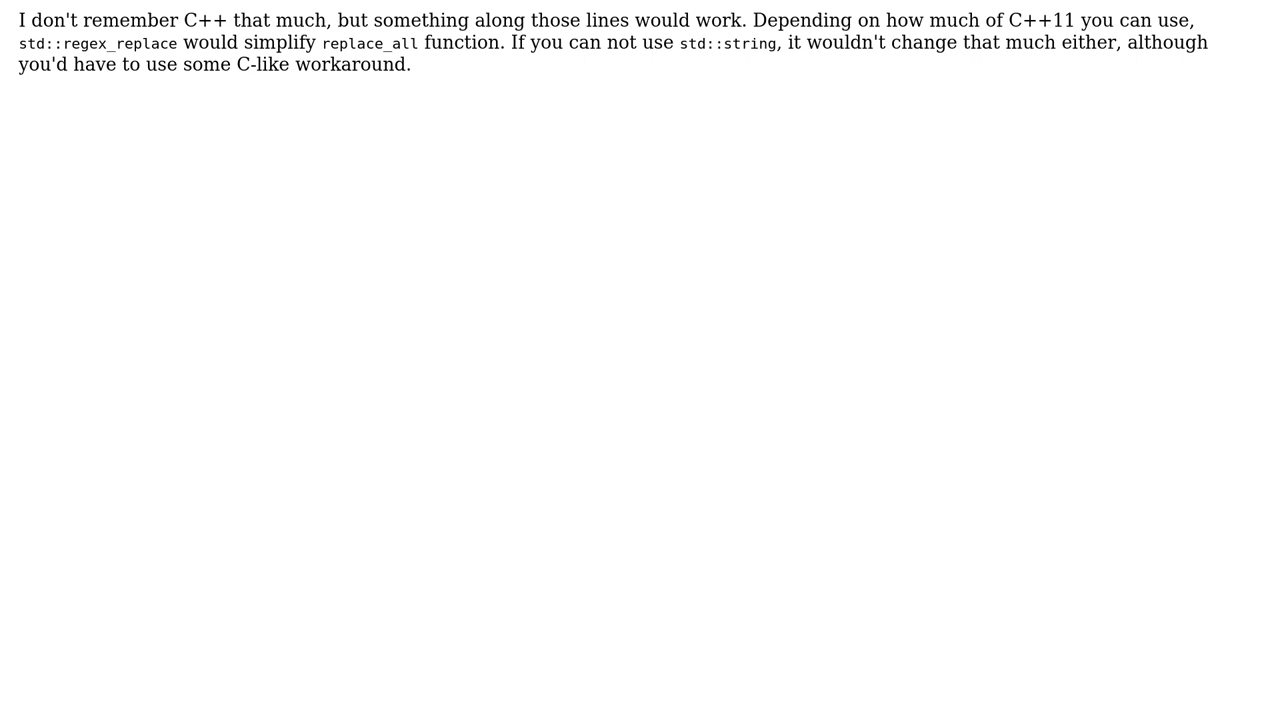 I don't remember C++ that much, but something along those lines would work. Depending on how much of C++11 you can use,
std::regex_replace would simplify replace_all function. If you can not use std::string, it wouldn't change that much either, although
you'd have to use some C-like workaround.